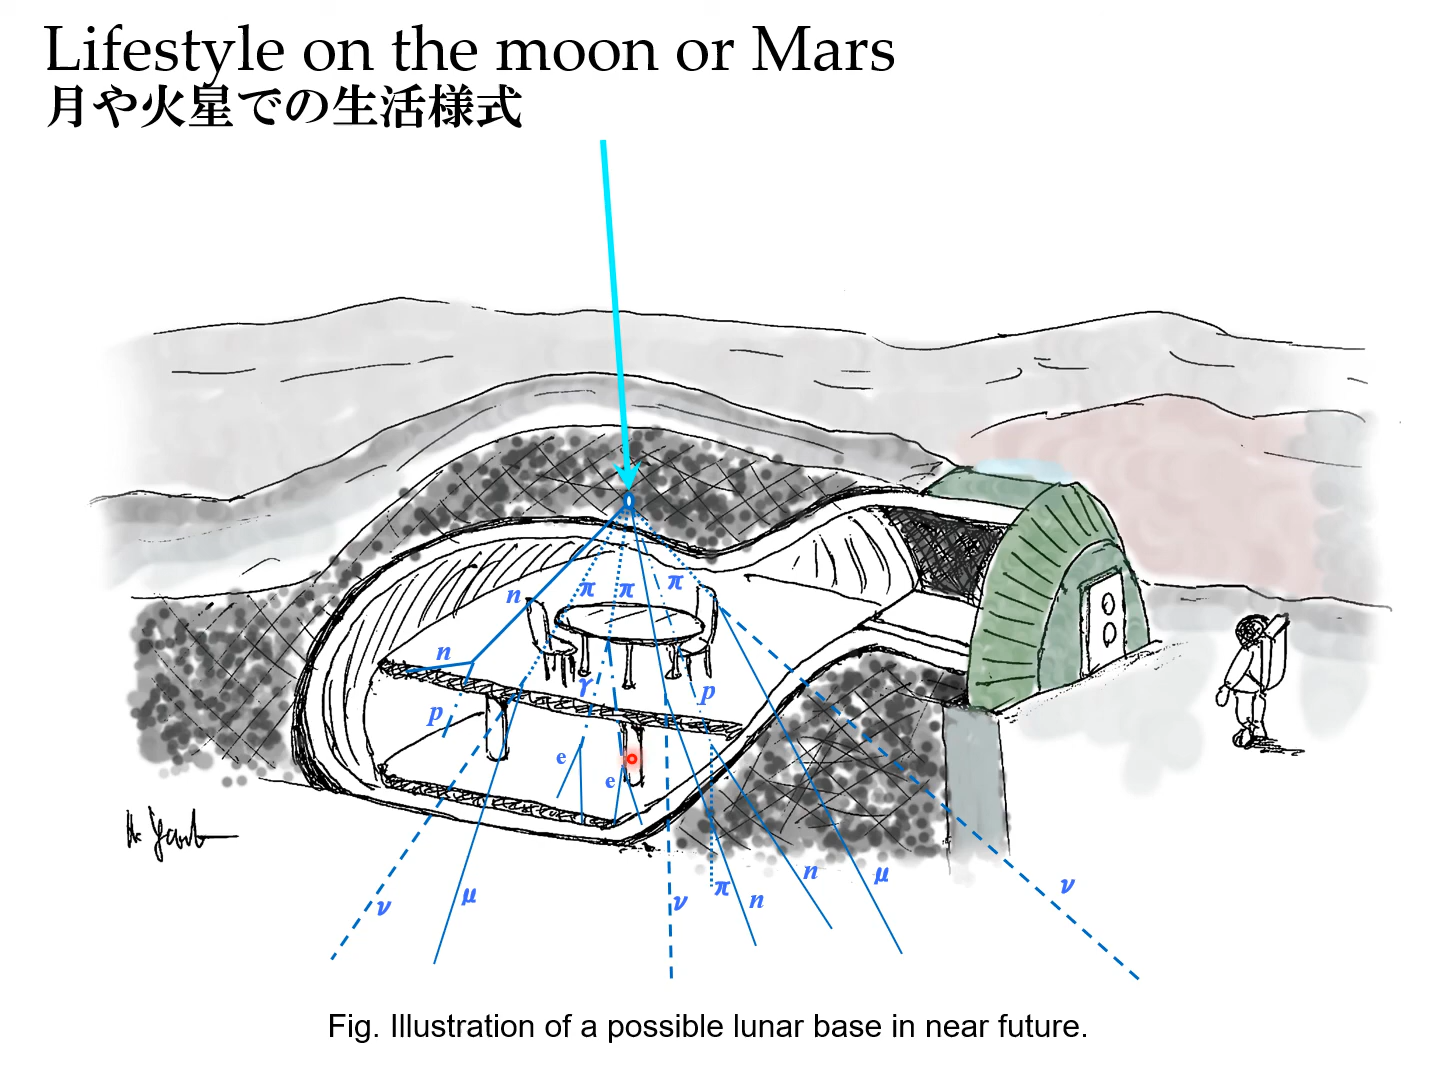 Lifestyle on the moon or Mars
月や火星での生活様式
π π π
n
n
γ
p
p
e
e
n
μ
ν
π
μ
ν
n
ν
Fig. Illustration of a possible lunar base in near future.